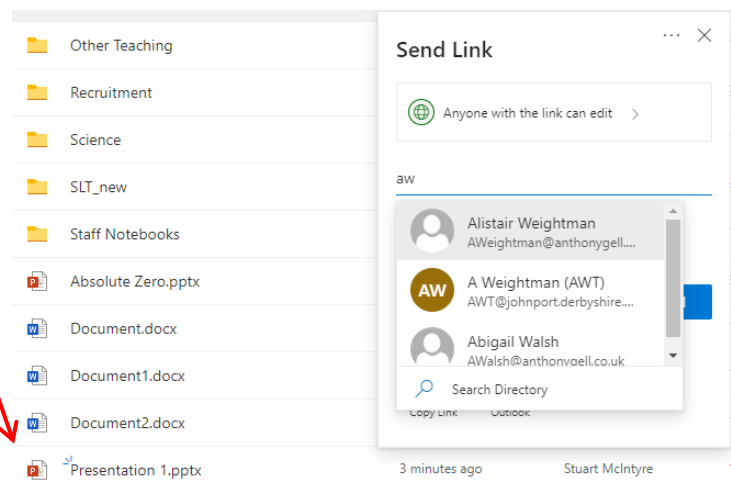 Other Teaching
Recruitment
Science
SLT_new
Staff Notebooks
Absolute Zero.pptx
Document.docx
Document1.docx
Document2.docx
Presentation 1.pptx
3 minutes ago
Stuart McIntyre
Send Link
Anyone with the link can edit
aw
Alistair Weightman
AWeightman@anthonygell....
AW
A Weightman (AWT)
AWT@johnport.derbyshire....
Abigail Walsh
AWalsh@anthonygell.co.uk
Search Directory
Copy Link
Outlook